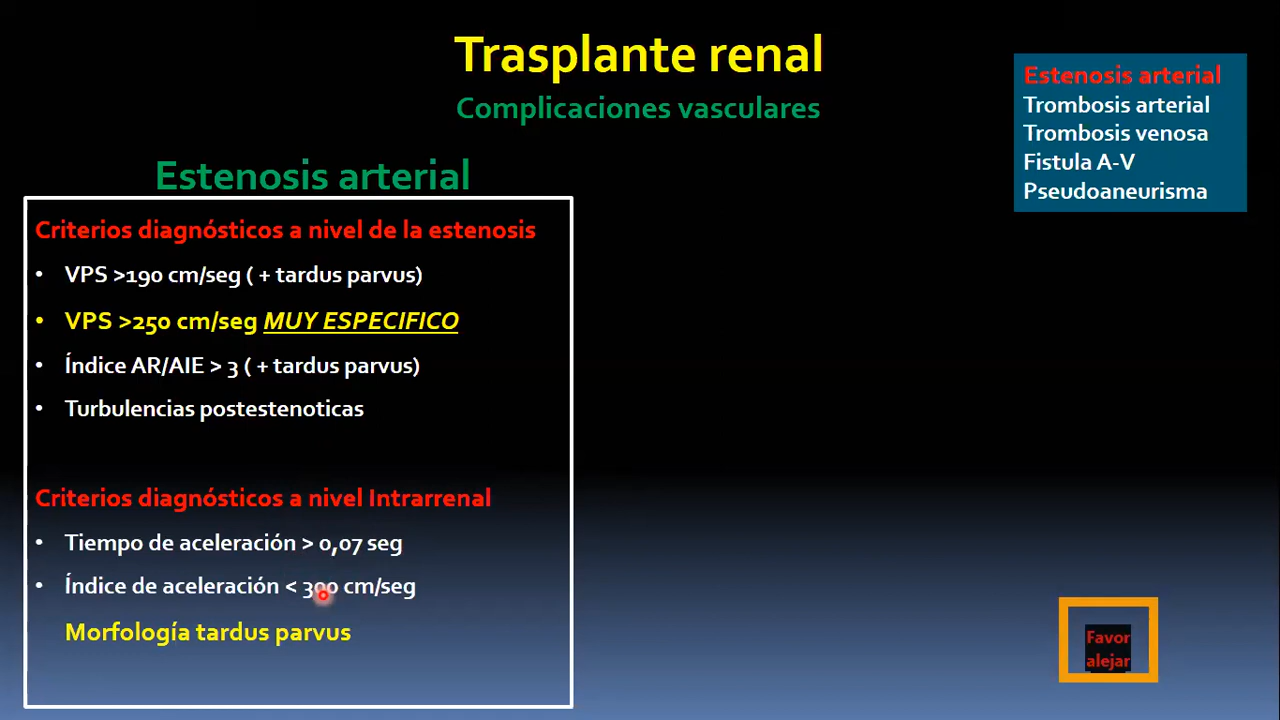 Trasplante renal
Complicaciones vasculares
Estenosis arterial
Trombosis arterial
Trombosis venosa
Fistula A-V
Pseudoaneurisma
Estenosis arterial
Criterios diagnósticos a nivel de la estenosis
• VPS >190 cm/seg ( + tardus parvus)
• VPS >250 cm/seg MUY ESPECIFICO
• Índice AR/AIE > 3 ( + tardus parvus)
• Turbulencias postestenoticas
Criterios diagnósticos a nivel Intrarrenal
• Tiempo de aceleración > 0,07 seg
• Índice de aceleración < 300 cm/seg
Morfología tardus parvus
Favor
alejar